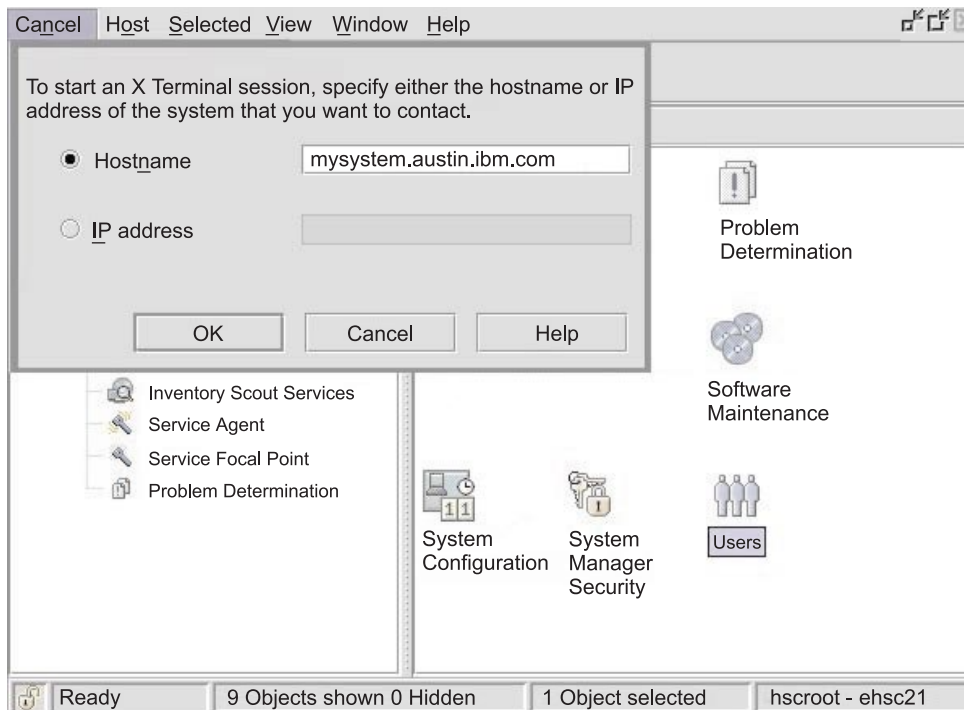 Cancel Host Selected View Window Help
To start an X Terminal session, specify either the hostname or IP
address of the system that you want to contact.
Hostname
mysystem.austin.ibm.com
IP address
OK Cancel Help
Inventory Scout Services
Service Agent
Service Focal Point
Problem Determination
Problem
Determination
Software
Maintenance
System
Configuration
11
System
Manager
Security
Users
Ready 9 Objects shown 0 Hidden 1 Object selected hscroot - ehsc21